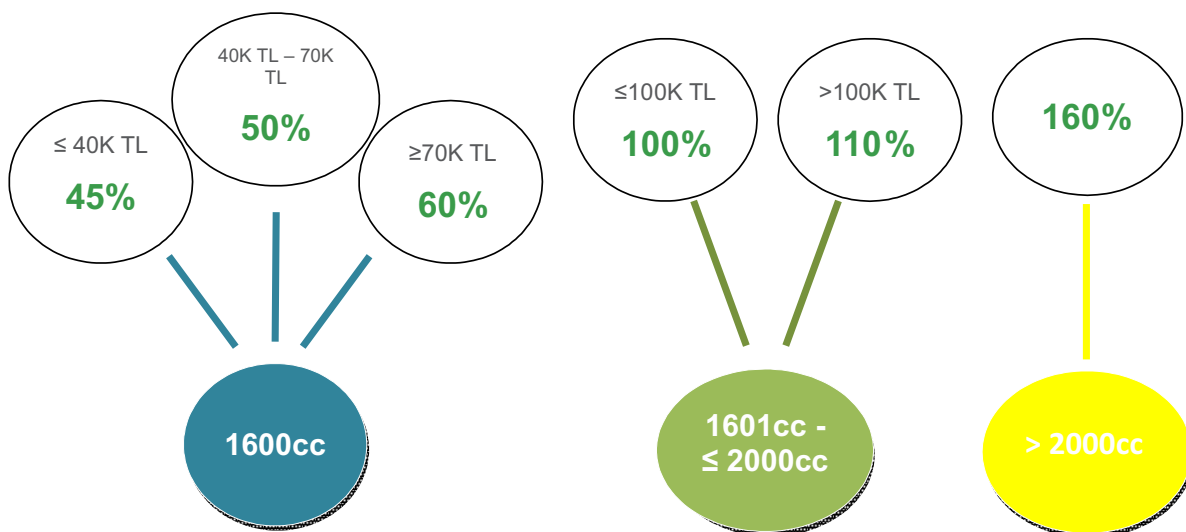 ≤ 40K TL
45%
40K TL – 70K
TL
50%
≥70K TL
60%
1600cc
≤100K TL
100%
>100K TL
110%
1601cc -
≤ 2000cc
160%
> 2000cc